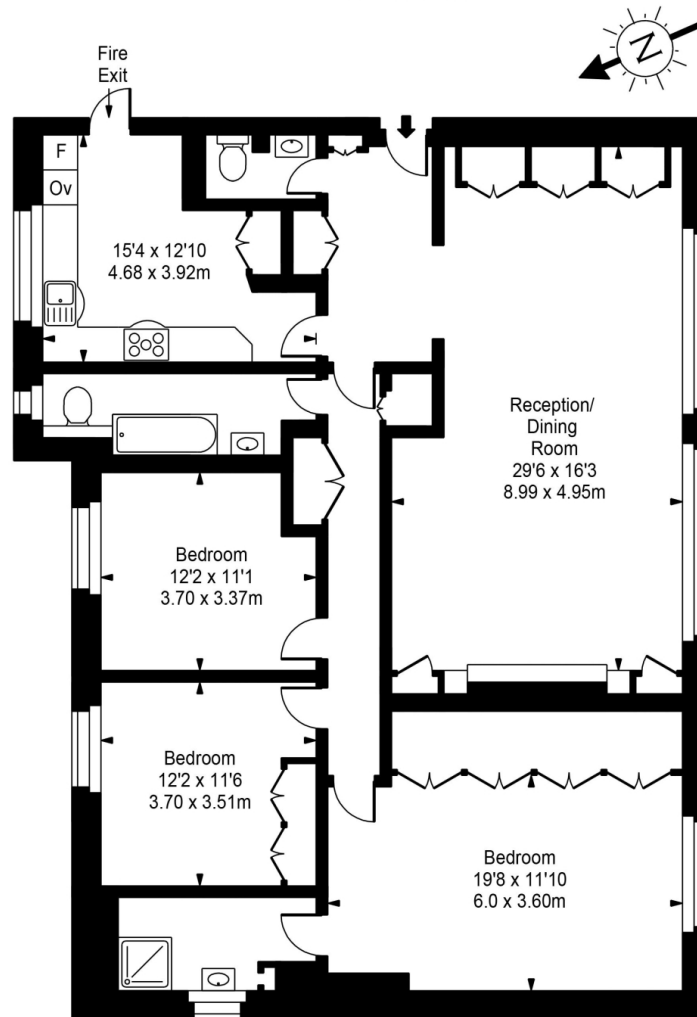 Fire
Exit
N
F
Ov
15'4 x 12'10
4.68 x 3.92m
Reception/
Dining
Room
29'6 x 16'3
8.99 x 4.95m
Bedroom
12'2 x 11'1
3.70 x 3.37m
Bedroom
12'2 x 11'6
3.70 x 3.51m
Bedroom
19'8 x 11'10
6.0 x 3.60m